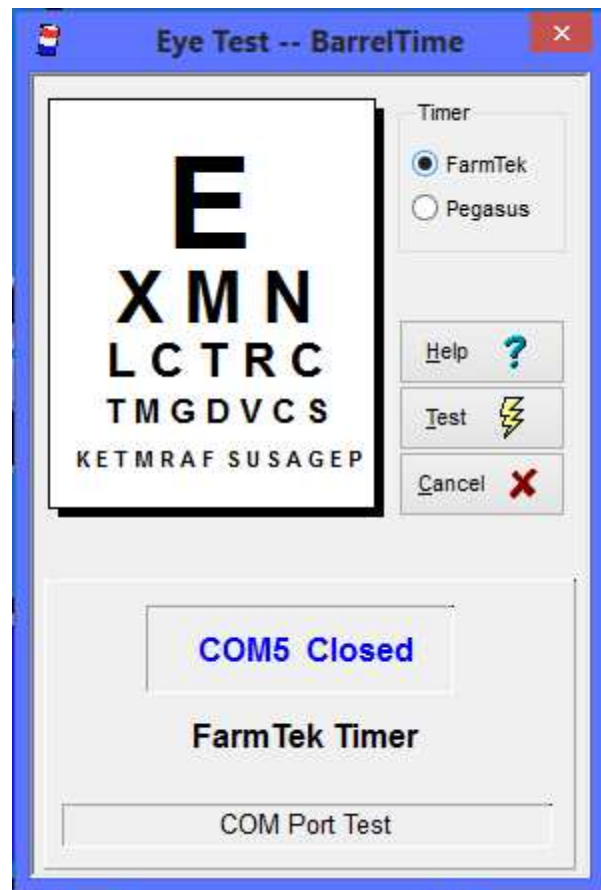 Eye Test -- BarrelTime
E
X M N
L C T R C
T M G D V C S
K E T M R A F S U S A G E P
Timer
FarmTek
Pegasus
Help ?
Test
Cancel
COM5 Closed
FarmTek Timer
COM Port Test